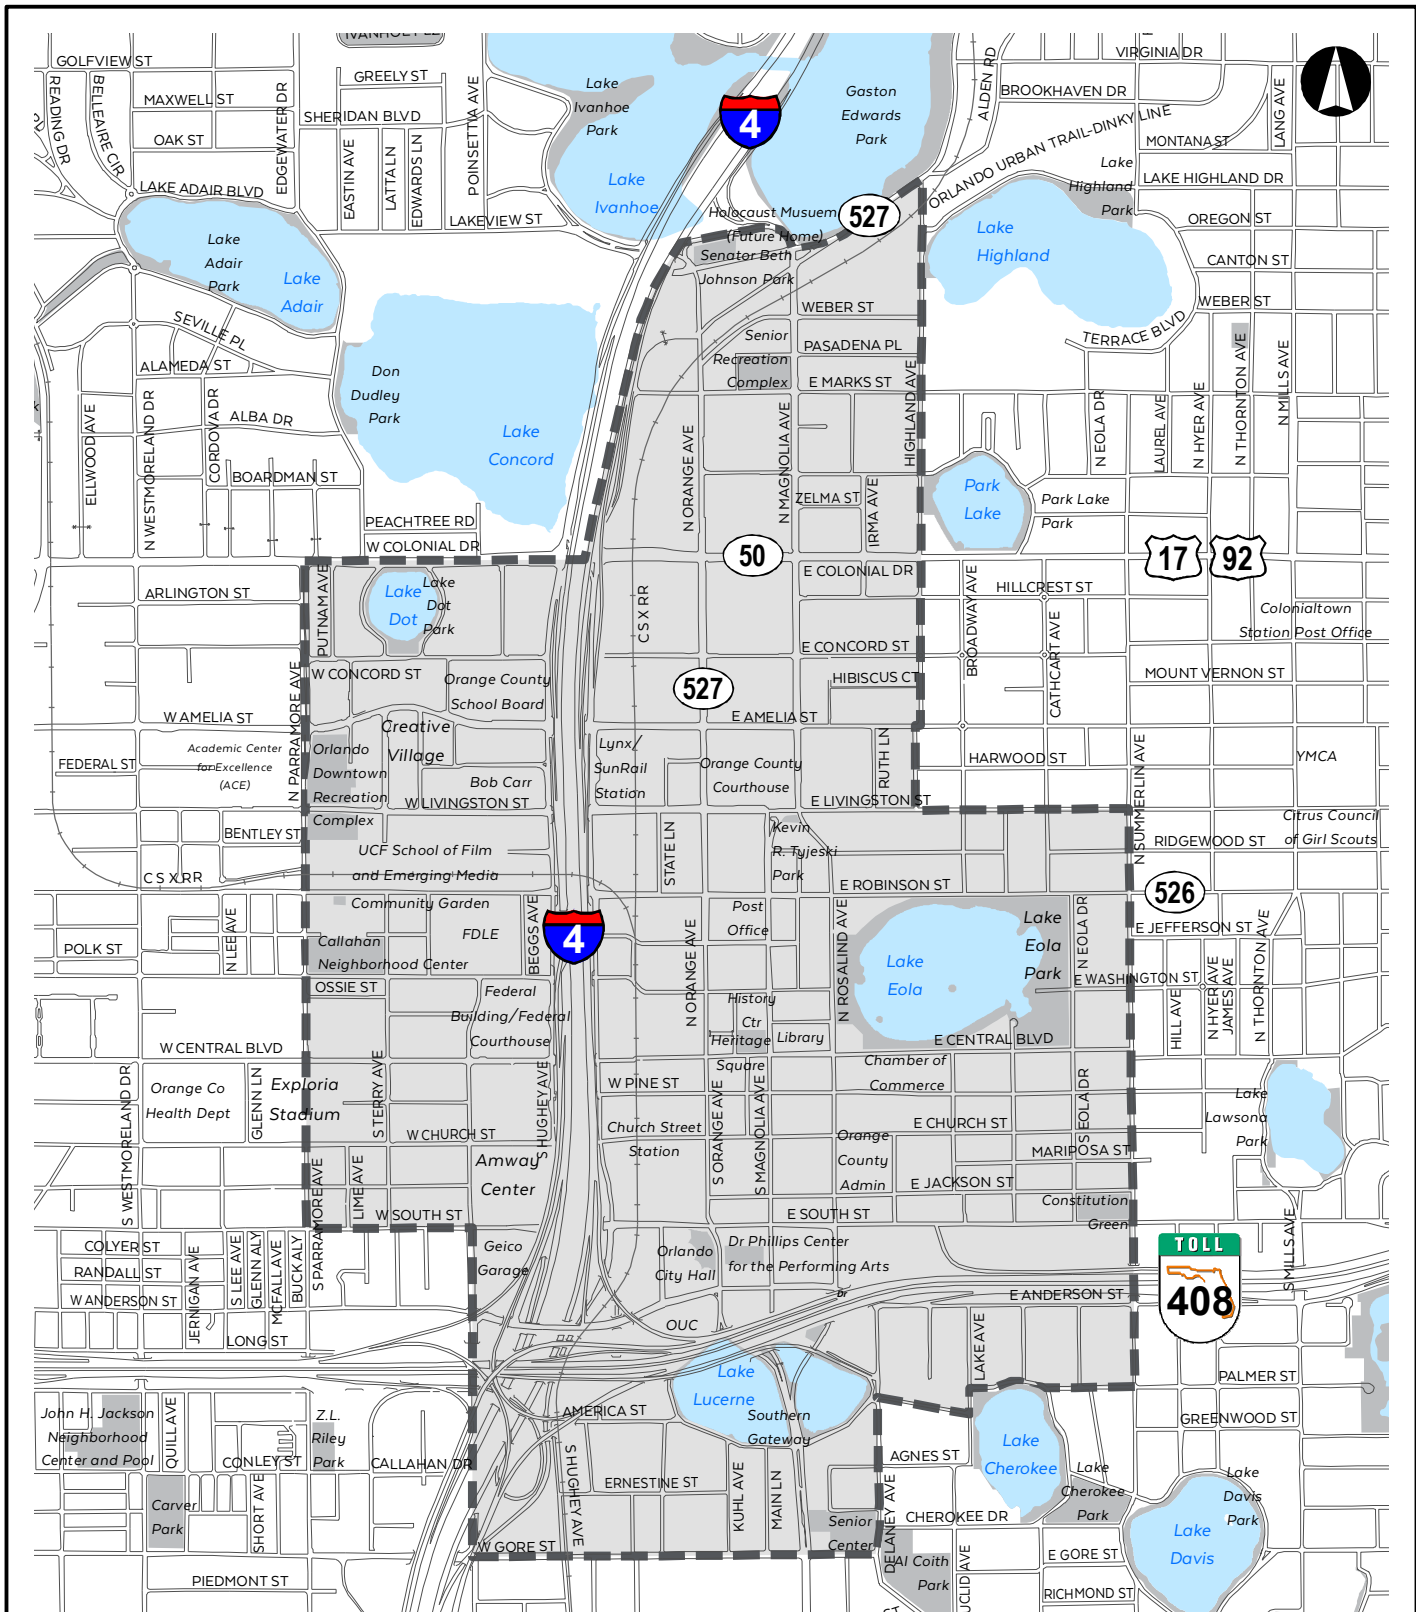 IVANHOE PLZ
GOLFVIEW ST
READING DR
BELLEAIRE CIR
MAXWELL ST
OAK ST
EDGEWATER DR
GREELY ST
SHERIDAN BLVD
EASTIN AVE
LATTA LN
EDWARDS LN
POINSETTIA AVE
LAKEVIEW ST
LAKE ADAIR BLVD
Lake
Ivanhoe
Park
Lake
Ivanhoe
4
Gaston
Edwards
Park
ALDEN RD
VIRGINIA DR
BROOKHAVEN DR
ORLANDO URBAN TRAIL-DINKY LINE
MONTANA ST
LANG AVE
Lake
Highland
Park
LAKE HIGHLAND DR
OREGON ST
CANTON ST
WEBER ST
TERRACE BLVD
Lake
Highland
Holocaust Musuem
(Future Home)
527
Senator Beth
Johnson Park
WEBER ST
Senior
Recreation
Complex
PASADENA PL
E MARKS ST
HIGHLAND AVE
Lake
Adair
Park
Lake
Adair
SEVILLE PL
ALAMEDA ST
ELLWOOD AVE
N WESTMORELAND DR
CORDOVA DR
ALBA DR
BOARDMAN ST
Don
Dudley
Park
Lake
Concord
PEACHTREE RD
W COLONIAL DR
N ORANGE AVE
N MAGNOLIA AVE
ZELMA ST
IRMA AVE
Park
Lake
Park Lake
Park
N EOLA DR
LAUREL AVE
N HYER AVE
N THORNTON AVE
N MILLS AVE
50
17
92
E COLONIAL DR
HILLCREST ST
ARLINGTON ST
PUTNAM AVE
Lake
Dot
Lake
Dot
Park
C S X RR
BROADWAY AVE
CATHCART AVE
Colonialtown
Station Post Office
E CONCORD ST
W CONCORD ST
Orange County
School Board
527
HIBISCUS CT
MOUNT VERNON ST
N PARRAMORE AVE
W AMELIA ST
E AMELIA ST
Creative
Village
Academic Center
for Excellence
(ACE)
FEDERAL ST
Orlando
Downtown
Recreation
Complex
Bob Carr
W LIVINGSTON ST
Lynx/
SunRail
Station
Orange County
Courthouse
RUTH LN
E LIVINGSTON ST
HARWOOD ST
N SUMMERLIN AVE
YMCA
BENTLEY ST
UCF School of Film
and Emerging Media
STATE LN
Kevin
R. Tyjeski
Park
RIDGEWOOD ST
Citrus Council
of Girl Scouts
C S X RR
E ROBINSON ST
526
Community Garden
FDLE
BEGGS AVE
4
Post
Office
N ROSALIND AVE
Lake
Eola
Lake
Eola
Park
N EOLA DR
E JEFFERSON ST
POLK ST
N LEE AVE
Callahan
Neighborhood Center
N ORANGE AVE
E WASHINGTON ST
OSSIE ST
Federal
Building/Federal
Courthouse
History
Ctr
Heritage
Square
Library
E CENTRAL BLVD
HILL AVE
N HYER AVE
JAMES AVE
N THORNTON AVE
W CENTRAL BLVD
Chamber of
Commerce
S WESTMORELAND DR
Orange Co
Health Dept
GLENN LN
Exploria
Stadium
S TERRY AVE
S HUGHEY AVE
W PINE ST
S ORANGE AVE
S MAGNOLIA AVE
S EOLA DR
Lake
Lawsona
Park
W CHURCH ST
Church Street
Station
E CHURCH ST
Orange
County
Admin
MARIPOSA ST
Amway
Center
S PARRAMORE AVE
LIME AVE
E JACKSON ST
Constitution
Green
W SOUTH ST
E SOUTH ST
COLYER ST
RANDALL ST
W ANDERSON ST
JERNIGAN AVE
S LEE AVE
GLENN ALY
MCFALL AVE
BUCK ALY
LONG ST
Geico
Garage
Orlando
City Hall
Dr Phillips Center
for the Performing Arts
Dr
E ANDERSON ST
TOLL
408
S MILLS AVE
OUC
LAKE AVE
PALMER ST
Lake
Lucerne
AMERICA ST
Southern
Gateway
GREENWOOD ST
John H. Jackson
Neighborhood
Center and Pool
QUILL AVE
Z.L.
Riley
Park
CONLEY ST
CALLAHAN DR
SHORT AVE
Carver
Park
S HUGHEY AVE
ERNESTINE ST
KUHL AVE
MAIN LN
AGNES ST
Lake
Cherokee
Lake
Cherokee
Park
Lake
Davis
Park
Lake
Davis
Senior
Center
DELANEY AVE
CHEROKEE DR
W GORE ST
Al Coith
Park
E GORE ST
PIEDMONT ST
RICHMOND ST